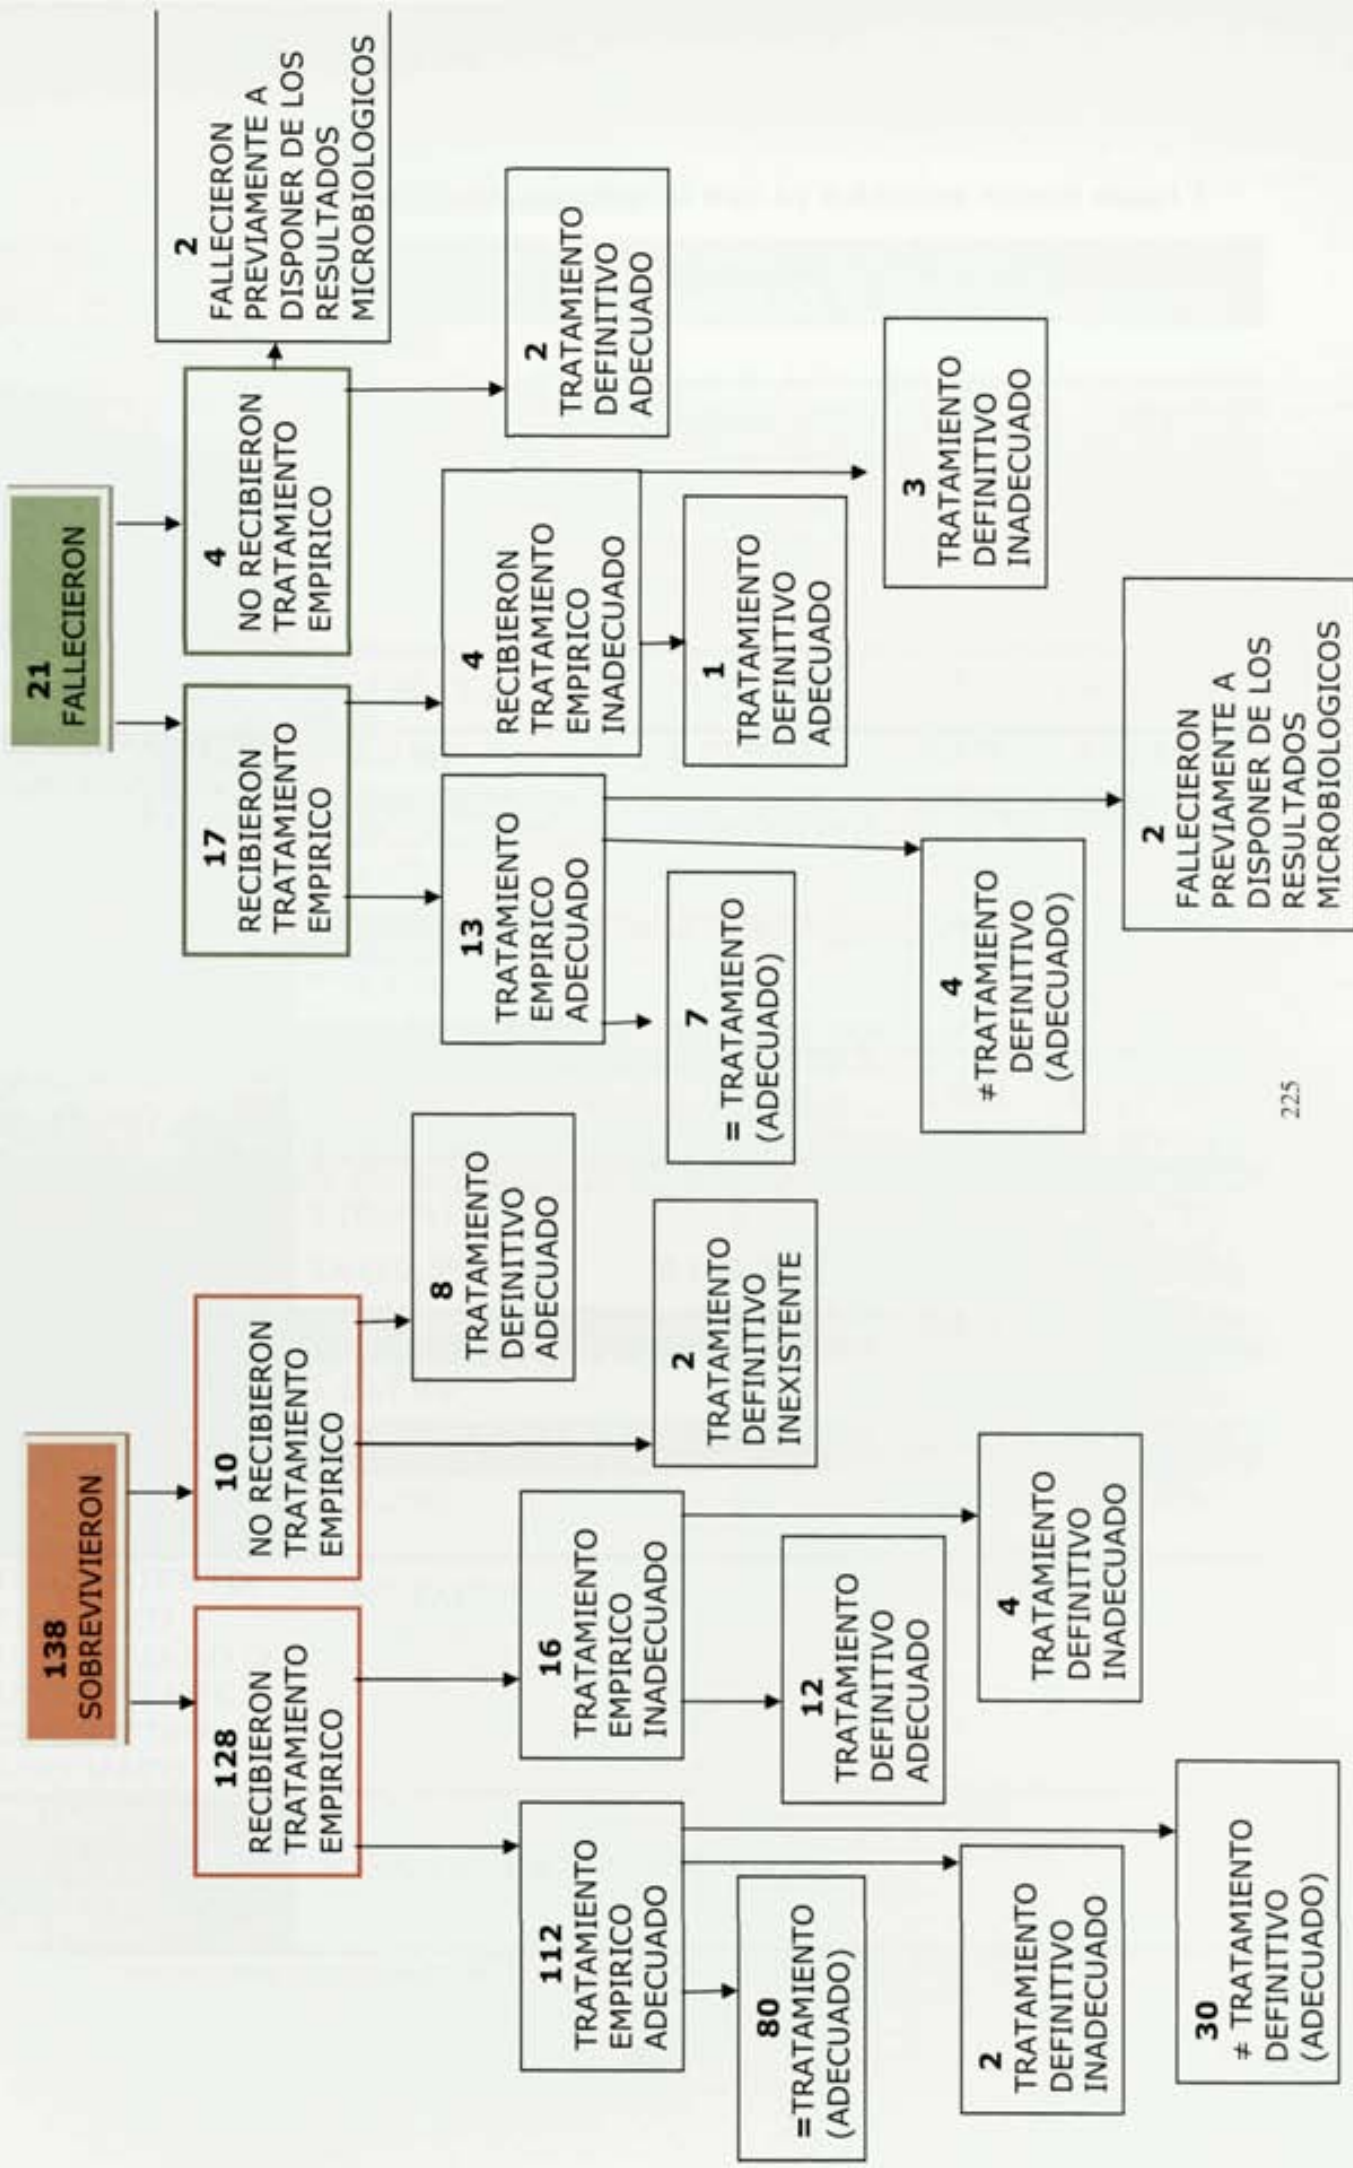 138
SOBREVIVIERON
128
RECIBIERON
TRATAMIENTO
EMPIRICO
10
NO RECIBIERON
TRATAMIENTO
EMPIRICO
8
TRATAMIENTO
DEFINITIVO
ADECUADO
2
TRATAMIENTO
DEFINITIVO
INEXISTENTE
112
TRATAMIENTO
EMPIRICO
ADECUADO
16
TRATAMIENTO
EMPIRICO
INADECUADO
80
=TRATAMIENTO
(ADECUADO)
12
TRATAMIENTO
DEFINITIVO
ADECUADO
2
TRATAMIENTO
DEFINITIVO
INADECUADO
4
TRATAMIENTO
DEFINITIVO
INADECUADO
30
≠ TRATAMIENTO
DEFINITIVO
(ADECUADO)
21
FALLECIERON
17
RECIBIERON
TRATAMIENTO
EMPIRICO
4
NO RECIBIERON
TRATAMIENTO
EMPIRICO
2
FALLECIERON
PREVIAMENTE A
DISPONER DE LOS
RESULTADOS
MICROBIOLOGICOS
13
TRATAMIENTO
EMPIRICO
ADECUADO
4
RECIBIERON
TRATAMIENTO
EMPIRICO
INADECUADO
2
TRATAMIENTO
DEFINITIVO
ADECUADO
7
= TRATAMIENTO
(ADECUADO)
1
TRATAMIENTO
DEFINITIVO
ADECUADO
3
TRATAMIENTO
DEFINITIVO
INADECUADO
4
≠TRATAMIENTO
DEFINITIVO
(ADECUADO)
2
FALLECIERON
PREVIAMENTE A
DISPONER DE LOS
RESULTADOS
MICROBIOLOGICOS
225